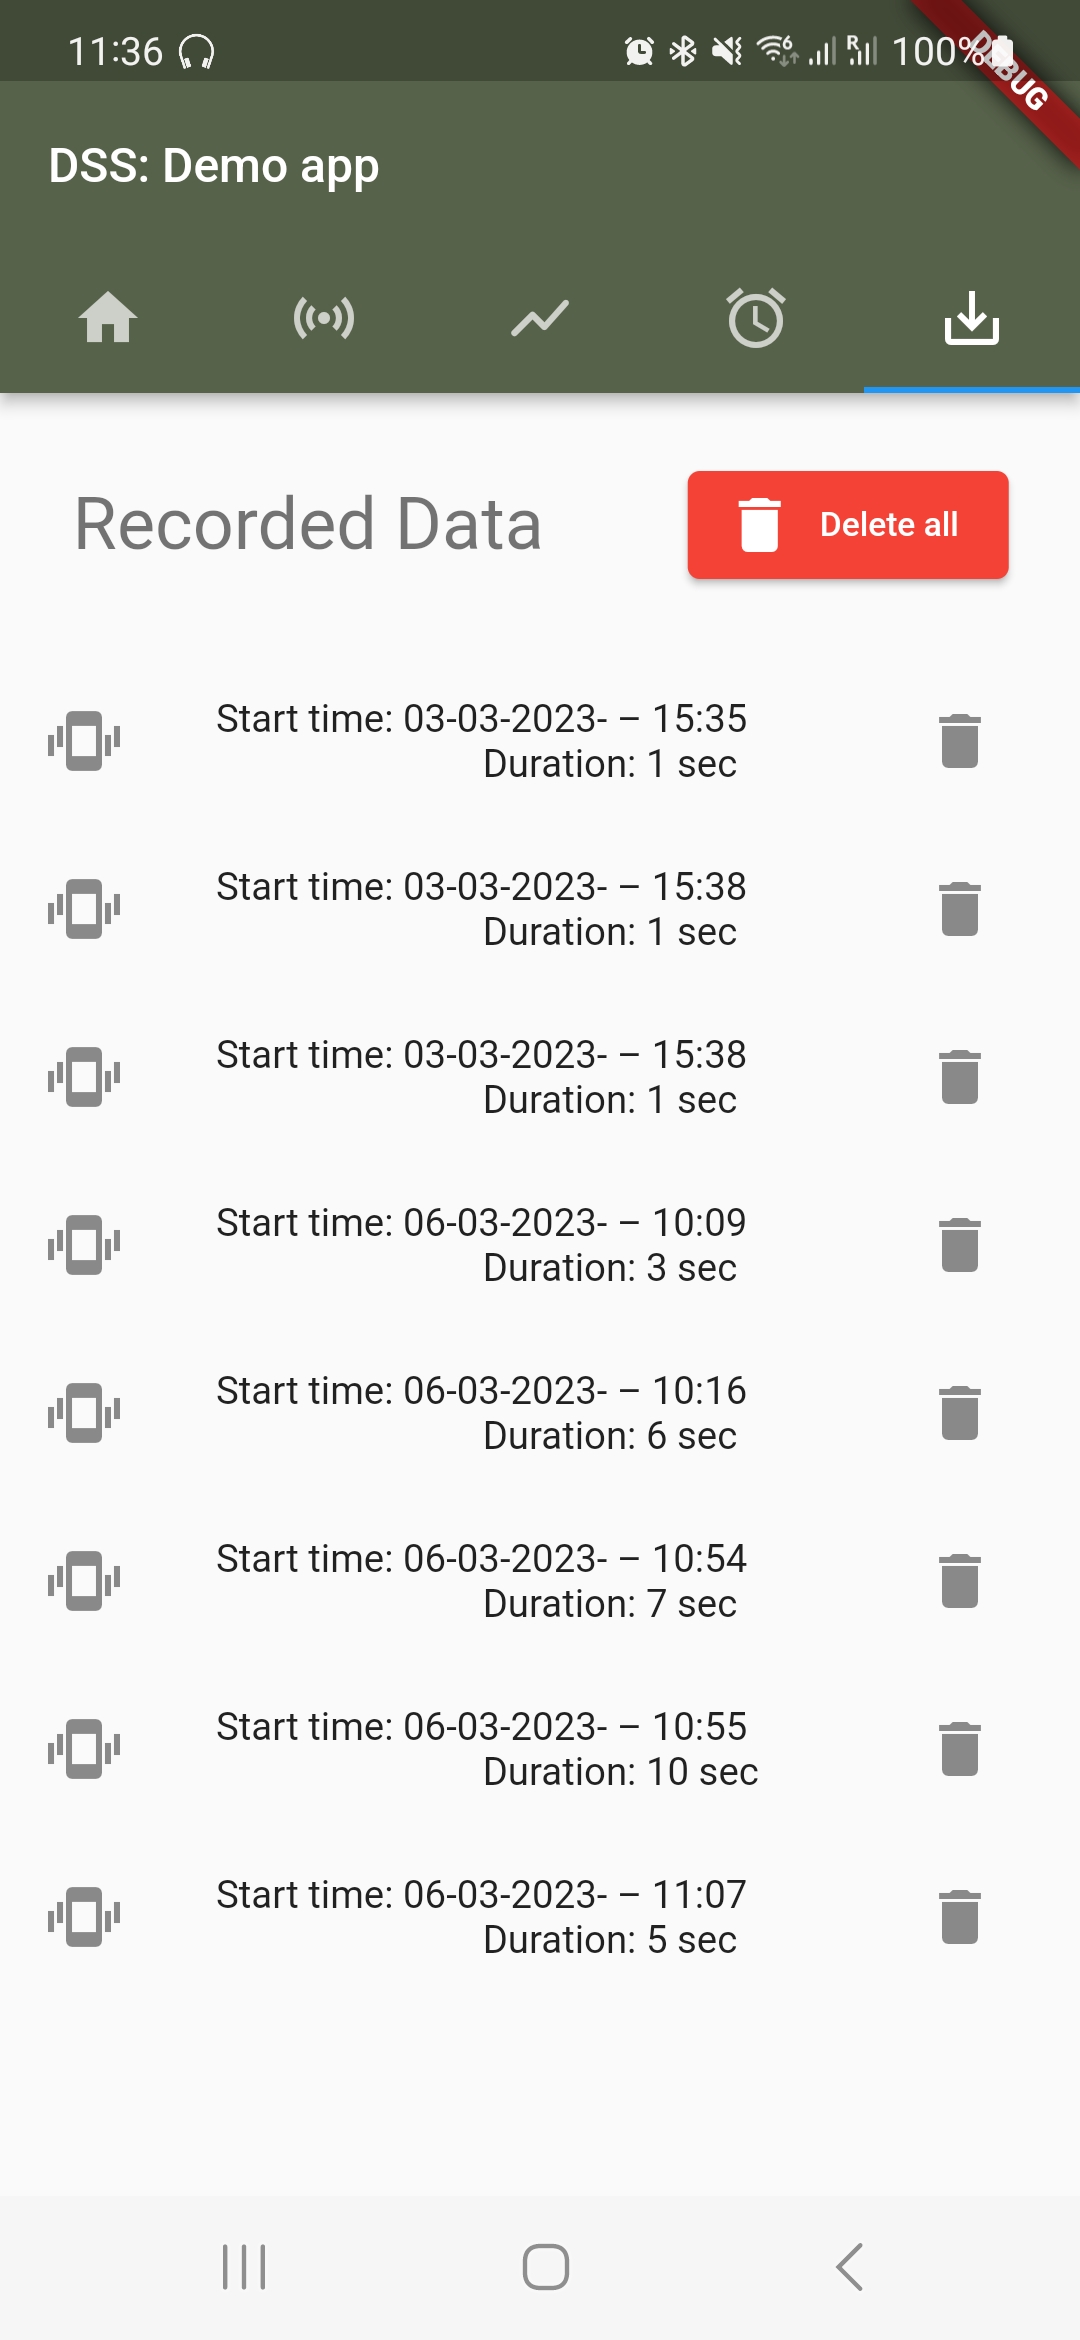 11:36
6 R 100%
DEBUG
DSS: Demo app
Recorded Data
Delete all
Start time: 03-03-2023- – 15:35
Duration: 1 sec
Start time: 03-03-2023- – 15:38
Duration: 1 sec
Start time: 03-03-2023- – 15:38
Duration: 1 sec
Start time: 06-03-2023- – 10:09
Duration: 3 sec
Start time: 06-03-2023- – 10:16
Duration: 6 sec
Start time: 06-03-2023- – 10:54
Duration: 7 sec
Start time: 06-03-2023- – 10:55
Duration: 10 sec
Start time: 06-03-2023- – 11:07
Duration: 5 sec